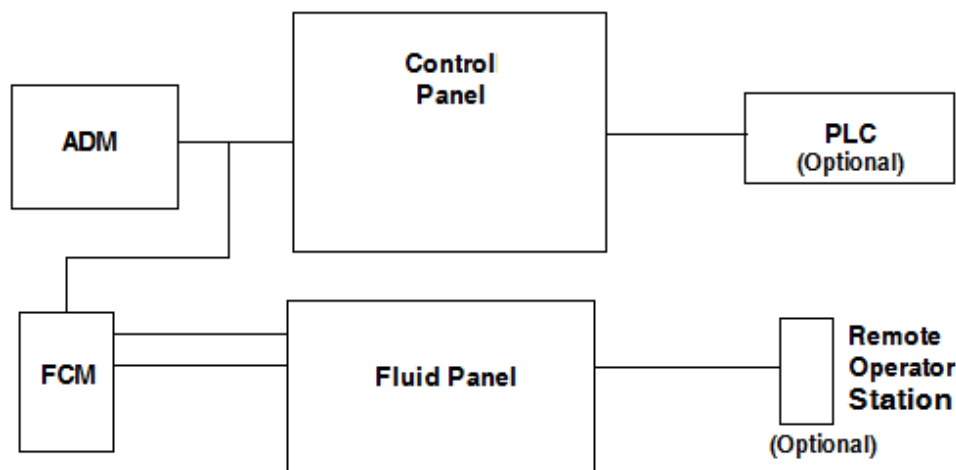 Control
Panel
ADM
PLC
(Optional)
FCM
Fluid Panel
Remote
Operator
Station
(Optional)